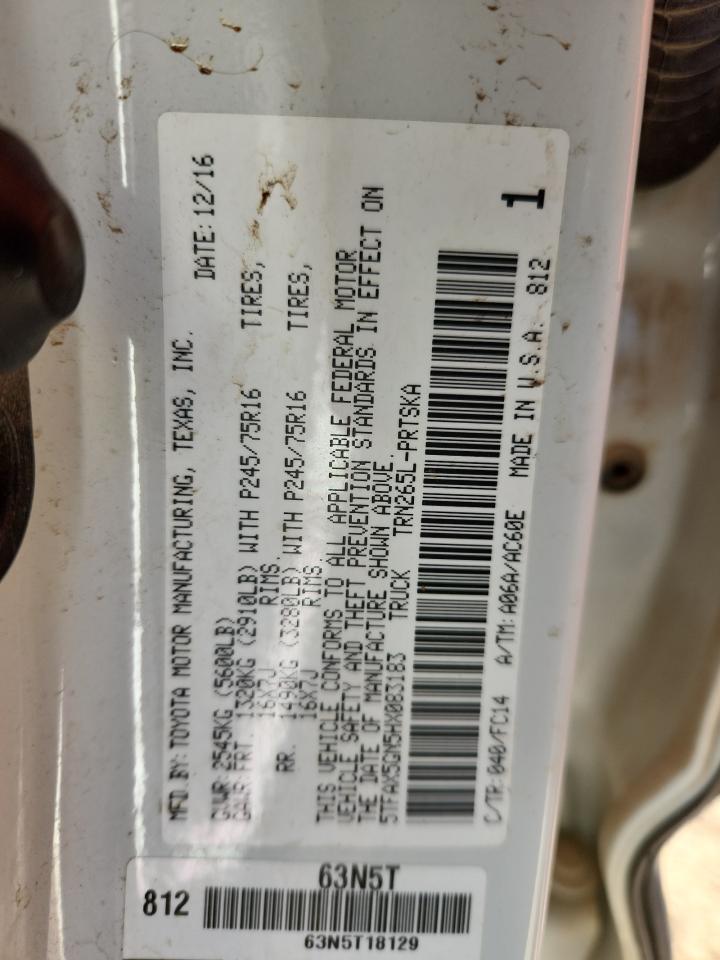 MFD.BY:TOYOTA MOTOR MANUFACTURING, TEXAS, INC.
DATE:12/16
GVWR:2545KG (5600LB)
GAWR:FRT. 1320KG (2910LB) WITH P245/75R16 TIRES,
16X7J RIMS.
RR. 1490KG (3280LB) WITH P245/75R16 TIRES,
16X7J RIMS.
THIS VEHICLE CONFORMS TO ALL APPLICABLE FEDERAL MOTOR
VEHICLE SAFETY AND THEFT PREVENTION STANDARDS IN EFFECT ON
THE DATE OF MANUFACTURE SHOWN ABOVE.
5TFAX5GN5HX083183 TRUCK TRN265L-PRTSKA
C/TR:040/FC14 A/TM:A06A/AC60E MADE IN U.S.A. 812
1
63N5T
812
63N5T18129